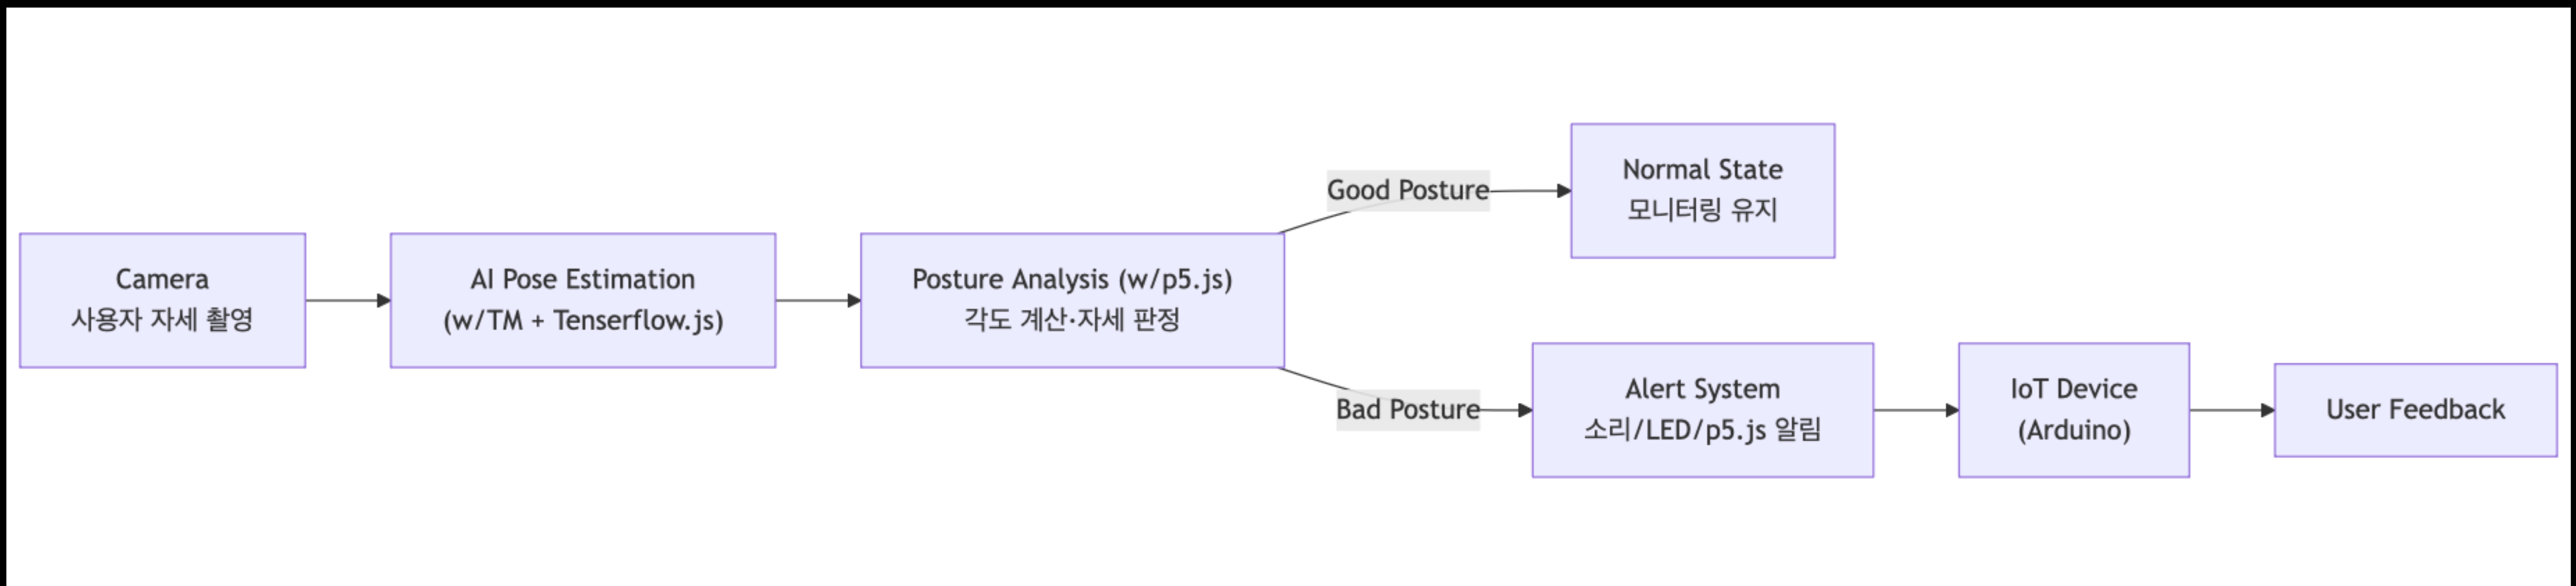 Camera
사용자 자세 촬영
AI Pose Estimation
(w/TM + Tenserflow.js)
Posture Analysis (w/p5.js)
각도 계산·자세 판정
Good Posture
Normal State
모니터링 유지
Bad Posture
Alert System
소리/LED/p5.js 알림
IoT Device
(Arduino)
User Feedback